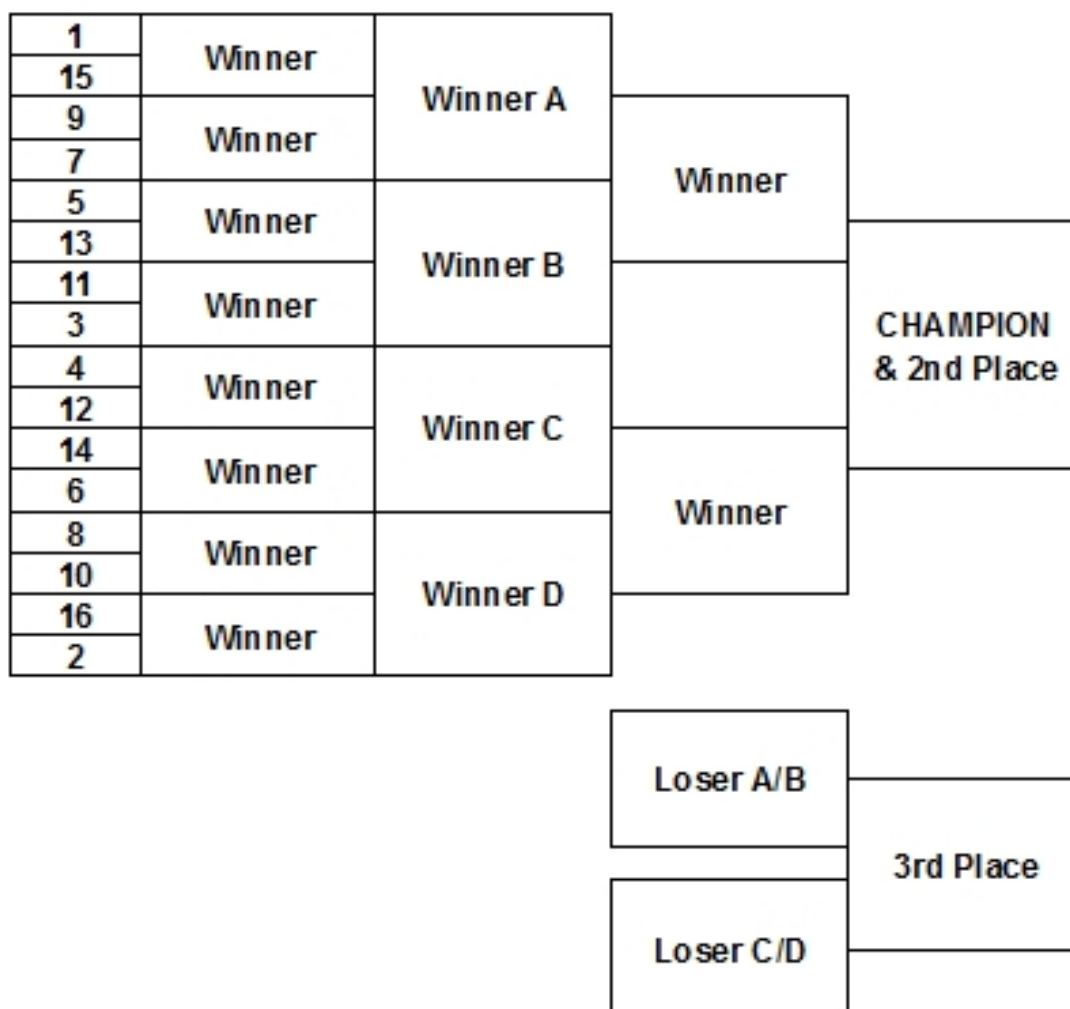 1
15
Winner
9
7
Winner
Winner A
5
13
Winner
11
3
Winner
Winner B
Winner
4
12
Winner
14
6
Winner
Winner C
8
10
Winner
16
2
Winner
Winner D
Winner
CHAMPION
& 2nd Place
Loser A/B
Loser C/D
3rd Place